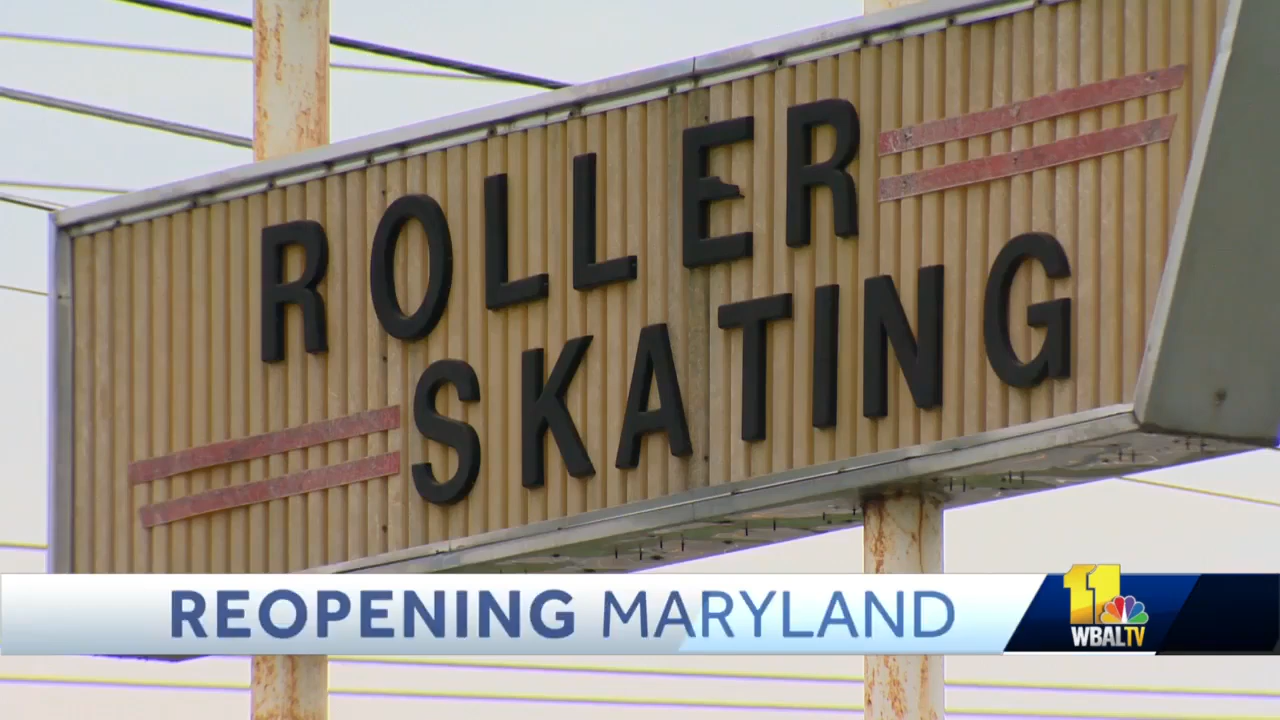 ROLLER
SKATING
REOPENING MARYLAND
11
WBALTV